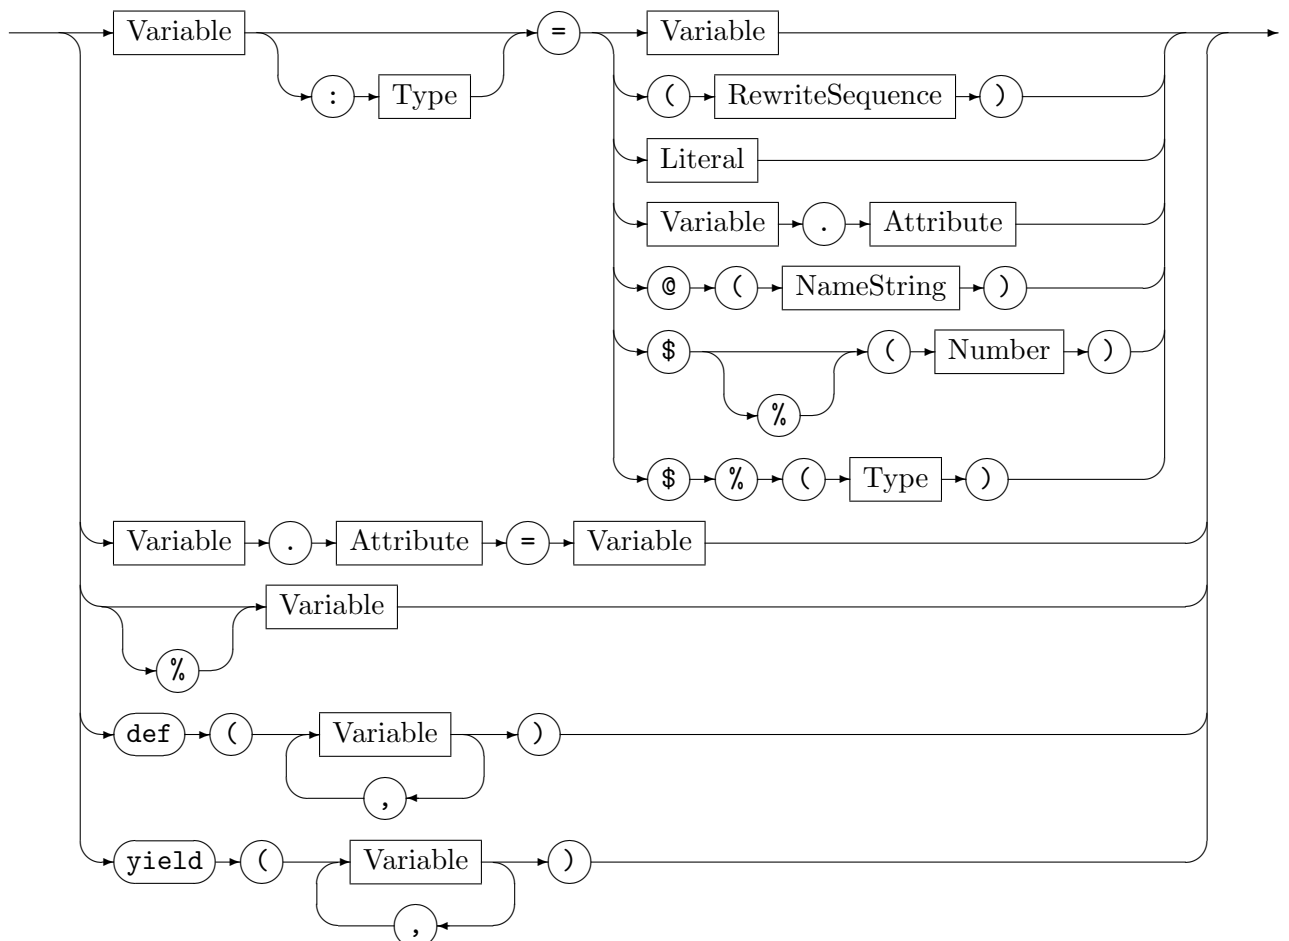 Variable = Variable
: Type ( RewriteSequence )
Literal
Variable . Attribute
@ ( NameString )
$ ( Number )
%
$ % ( Type )
Variable . Attribute = Variable
Variable
%
def ( Variable )
,
yield ( Variable )
,